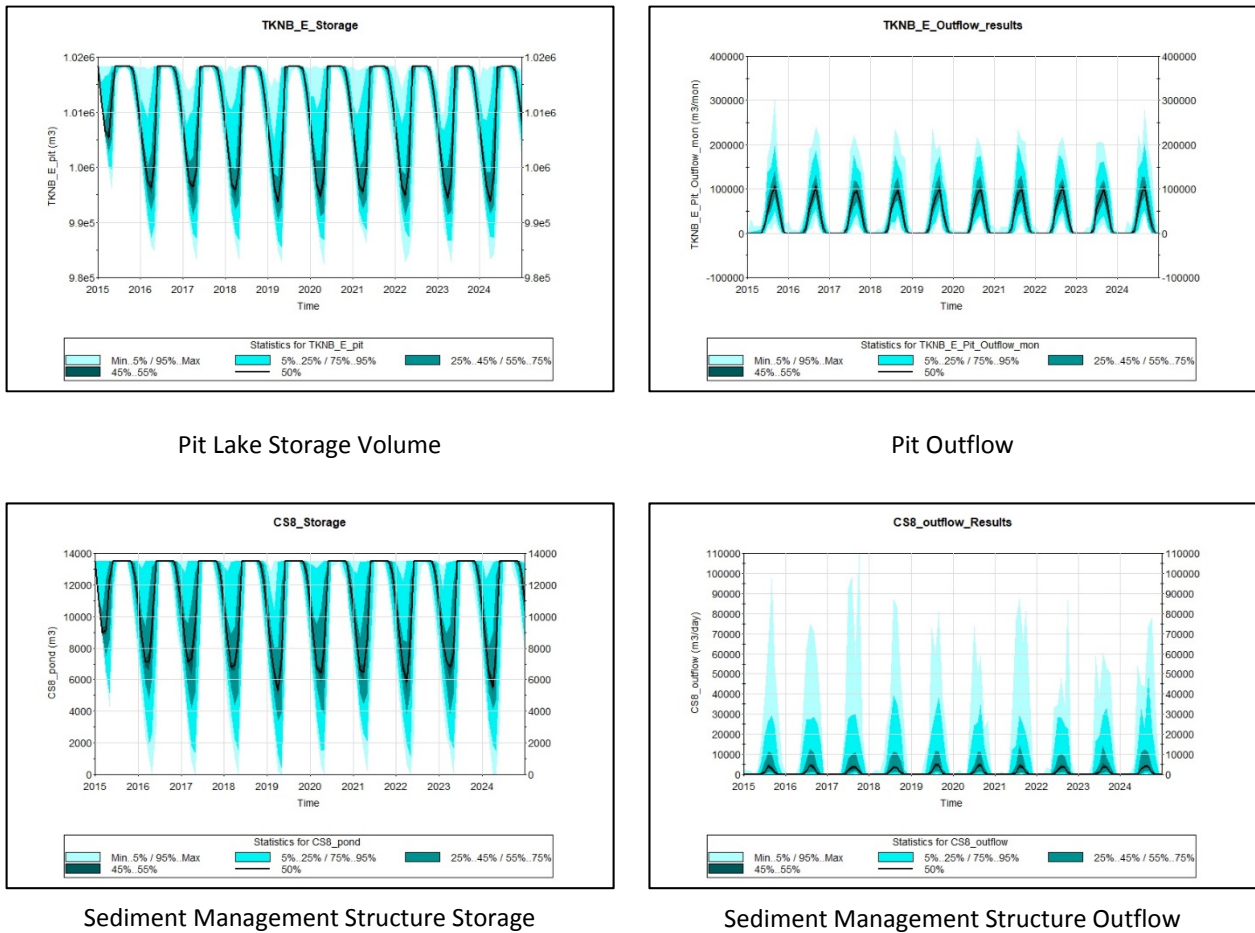 TKNB_E_Storage
1.02e6
1.02e6
1.01e6
1.01e6
1.0e6
1.0e6
9.9e5
9.9e5
9.8e5
9.8e5
TKNB_E_pit (m3)
2015 2016 2017 2018 2019 2020 2021 2022 2023 2024
Time
Statistics for TKNB_E_pit
Min..5% / 95%..Max 5%..25% / 75%..95% 25%..45% / 55%..75%
45%..55% 50%
Pit Lake Storage Volume
TKNB_E_Outflow_results
400000
400000
300000
300000
200000
200000
100000
100000
0
0
-100000
-100000
TKNB_E_Pit_Outflow_mon (m3/mon)
2015 2016 2017 2018 2019 2020 2021 2022 2023 2024
Time
Statistics for TKNB_E_Pit_Outflow_mon
Min..5% / 95%..Max 5%..25% / 75%..95% 25%..45% / 55%..75%
45%..55% 50%
Pit Outflow
CS8_Storage
14000
14000
12000
12000
10000
10000
8000
8000
6000
6000
4000
4000
2000
2000
0
0
CS8_pond (m3)
2015 2016 2017 2018 2019 2020 2021 2022 2023 2024
Time
Statistics for CS8_pond
Min..5% / 95%..Max 5%..25% / 75%..95% 25%..45% / 55%..75%
45%..55% 50%
Sediment Management Structure Storage
CS8_outflow_Results
110000
110000
100000
100000
90000
90000
80000
80000
70000
70000
60000
60000
50000
50000
40000
40000
30000
30000
20000
20000
10000
10000
0
0
CS8_outflow (m3/day)
2015 2016 2017 2018 2019 2020 2021 2022 2023 2024
Time
Statistics for CS8_outflow
Min..5% / 95%..Max 5%..25% / 75%..95% 25%..45% / 55%..75%
45%..55% 50%
Sediment Management Structure Outflow